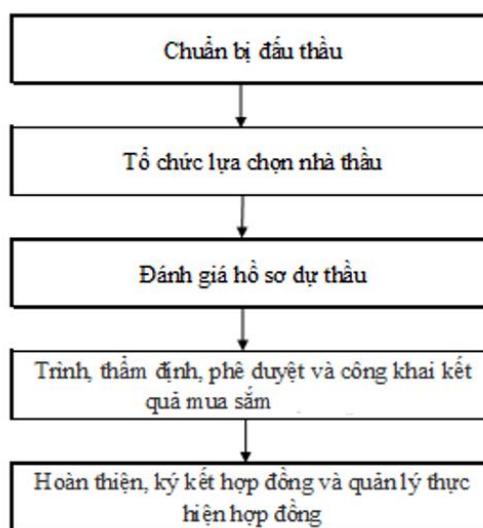 Chuẩn bị đấu thầu
Tổ chức lựa chọn nhà thầu
Đánh giá hồ sơ dự thầu
Trình, thẩm định, phê duyệt và công khai kết
quả mua sắm
Hoàn thiện, ký kết hợp đồng và quản lý thực
hiện hợp đồng